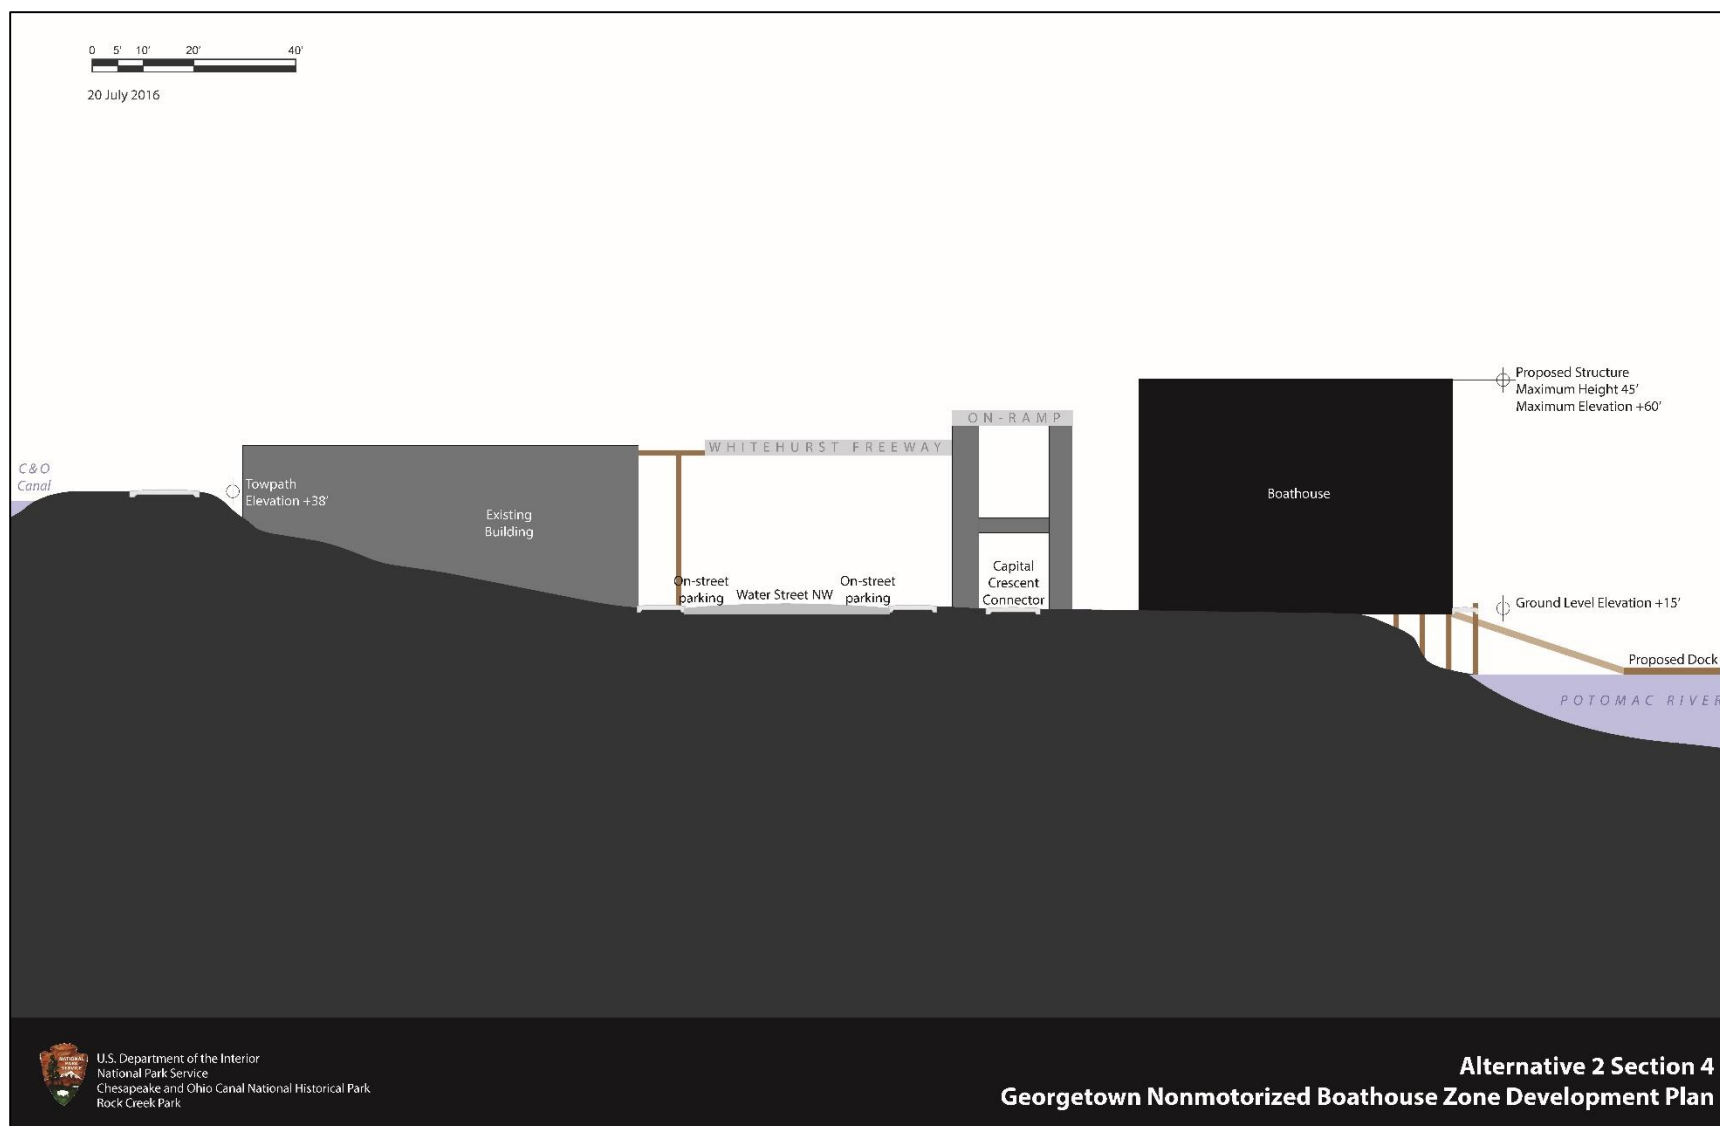 0 5' 10' 20' 40'
20 July 2016
Proposed Structure
Maximum Height 45'
Maximum Elevation +60'
ON-RAMP
WHITEHURST FREEWAY
C&O
Canal
Towpath
Elevation +38'
Existing
Building
Boathouse
On-street
parking
Water Street NW
On-street
parking
Capital
Crescent
Connector
Ground Level Elevation +15'
Proposed Dock
POTOMAC RIVER
NATIONAL
PARK
SERVICE
U.S. Department of the Interior
National Park Service
Chesapeake and Ohio Canal National Historical Park
Rock Creek Park
Alternative 2 Section 4
Georgetown Nonmotorized Boathouse Zone Development Plan